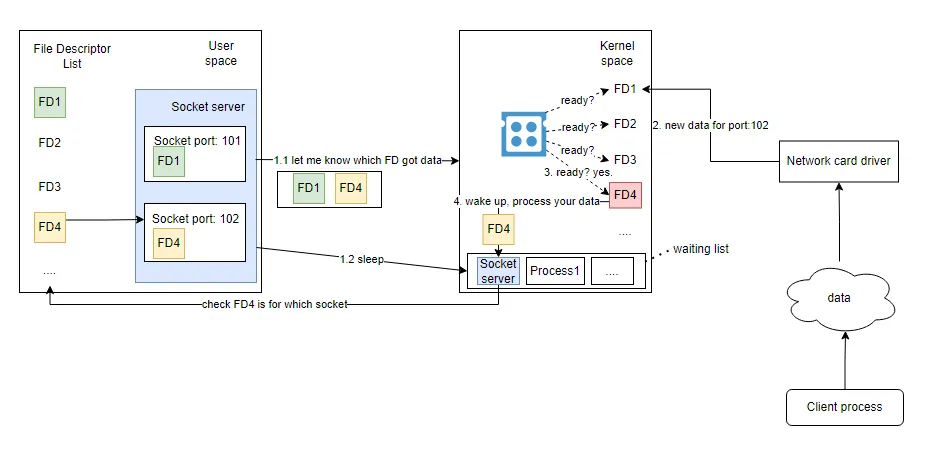 File Descriptor
List
User
space
FD1
FD2
FD3
FD4
....
Socket server
Socket port: 101
FD1
Socket port: 102
FD4
1.1 let me know which FD got data
FD1
FD4
1.2 sleep
check FD4 is for which socket
Kernel
space
ready?
FD1
ready?
FD2
ready?
FD3
3. ready? yes.
FD4
4. wake up, process your data
FD4
....
Socket
server
Process1
....
waiting list
2. new data for port:102
Network card driver
data
Client process